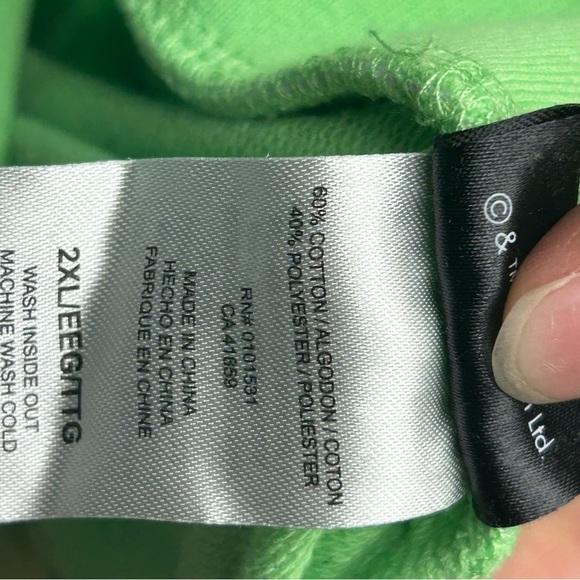 © & ™
Ltd.
60% COTTON / ALGODON / COTON
40% POLYESTER / POLIESTER
RN# 0101531
CA 41869
MADE IN CHINA
HECHO EN CHINA
FABRIQUE EN CHINE
2XL/EEG/TTG
WASH INSIDE OUT
MACHINE WASH COLD